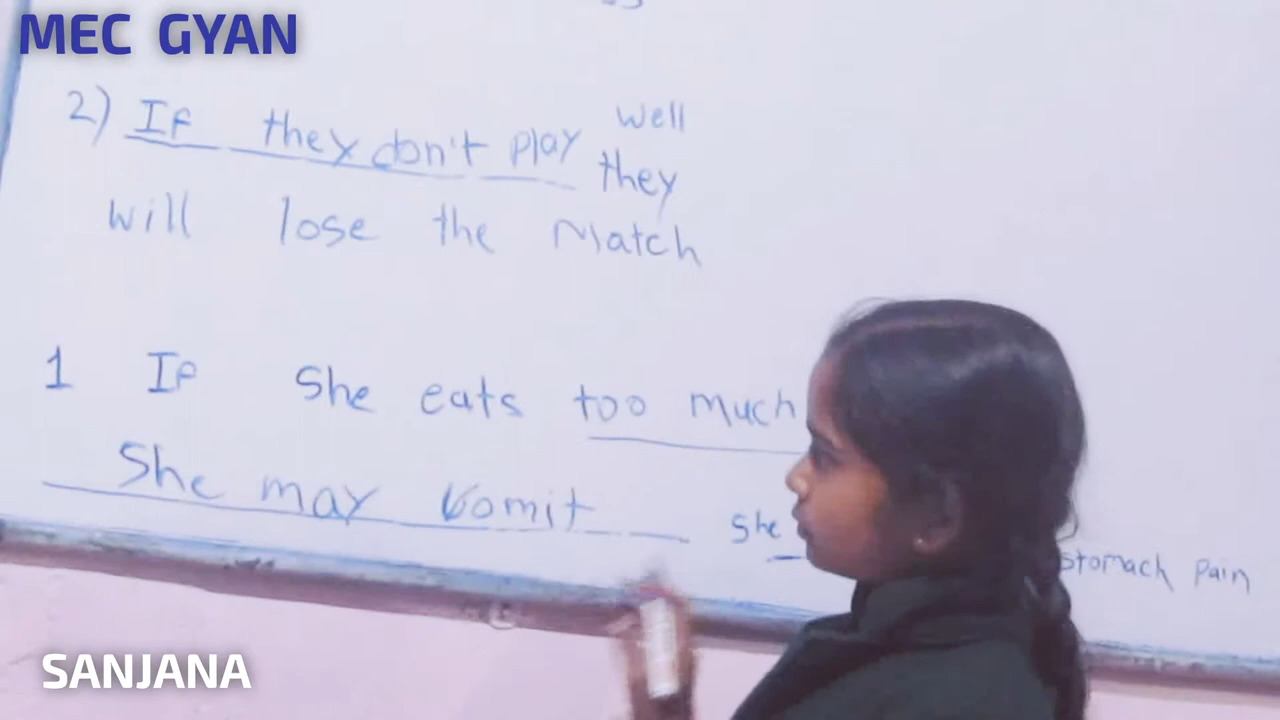 MEC GYAN
2) If they don't play well
they
will lose the Match
1 If She eats too much
She may vomit
She stomach pain
SANJANA